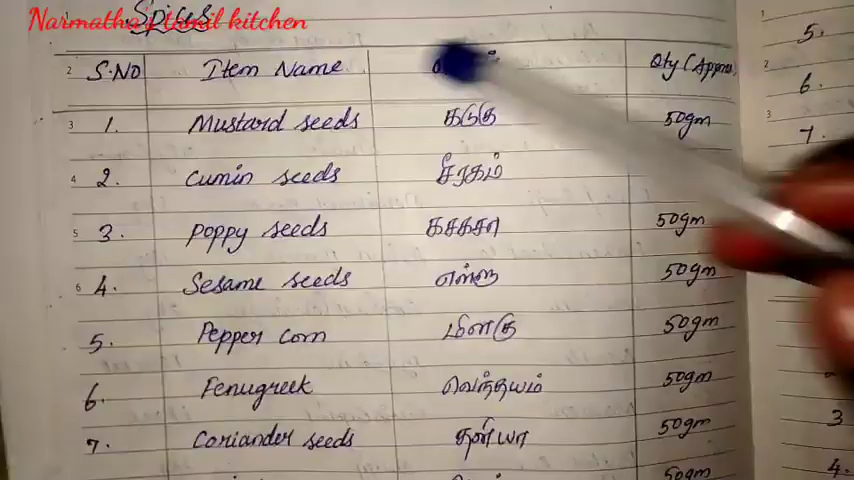 Spices
Narmatha's tamil kitchen
S.No Item Name Qty (Approx)
1. Mustard seeds கடுகு 50gm
2. Cumin seeds சீரகம்
3. Poppy seeds கசகசா 50gm
4. Sesame seeds எள்ளு 50gm
5. Pepper corn மிளகு 50gm
6. Fenugreek வெந்தயம் 50gm
7. Coriander seeds தனியா 50gm
50gm
5.
6.
7.
3
4.